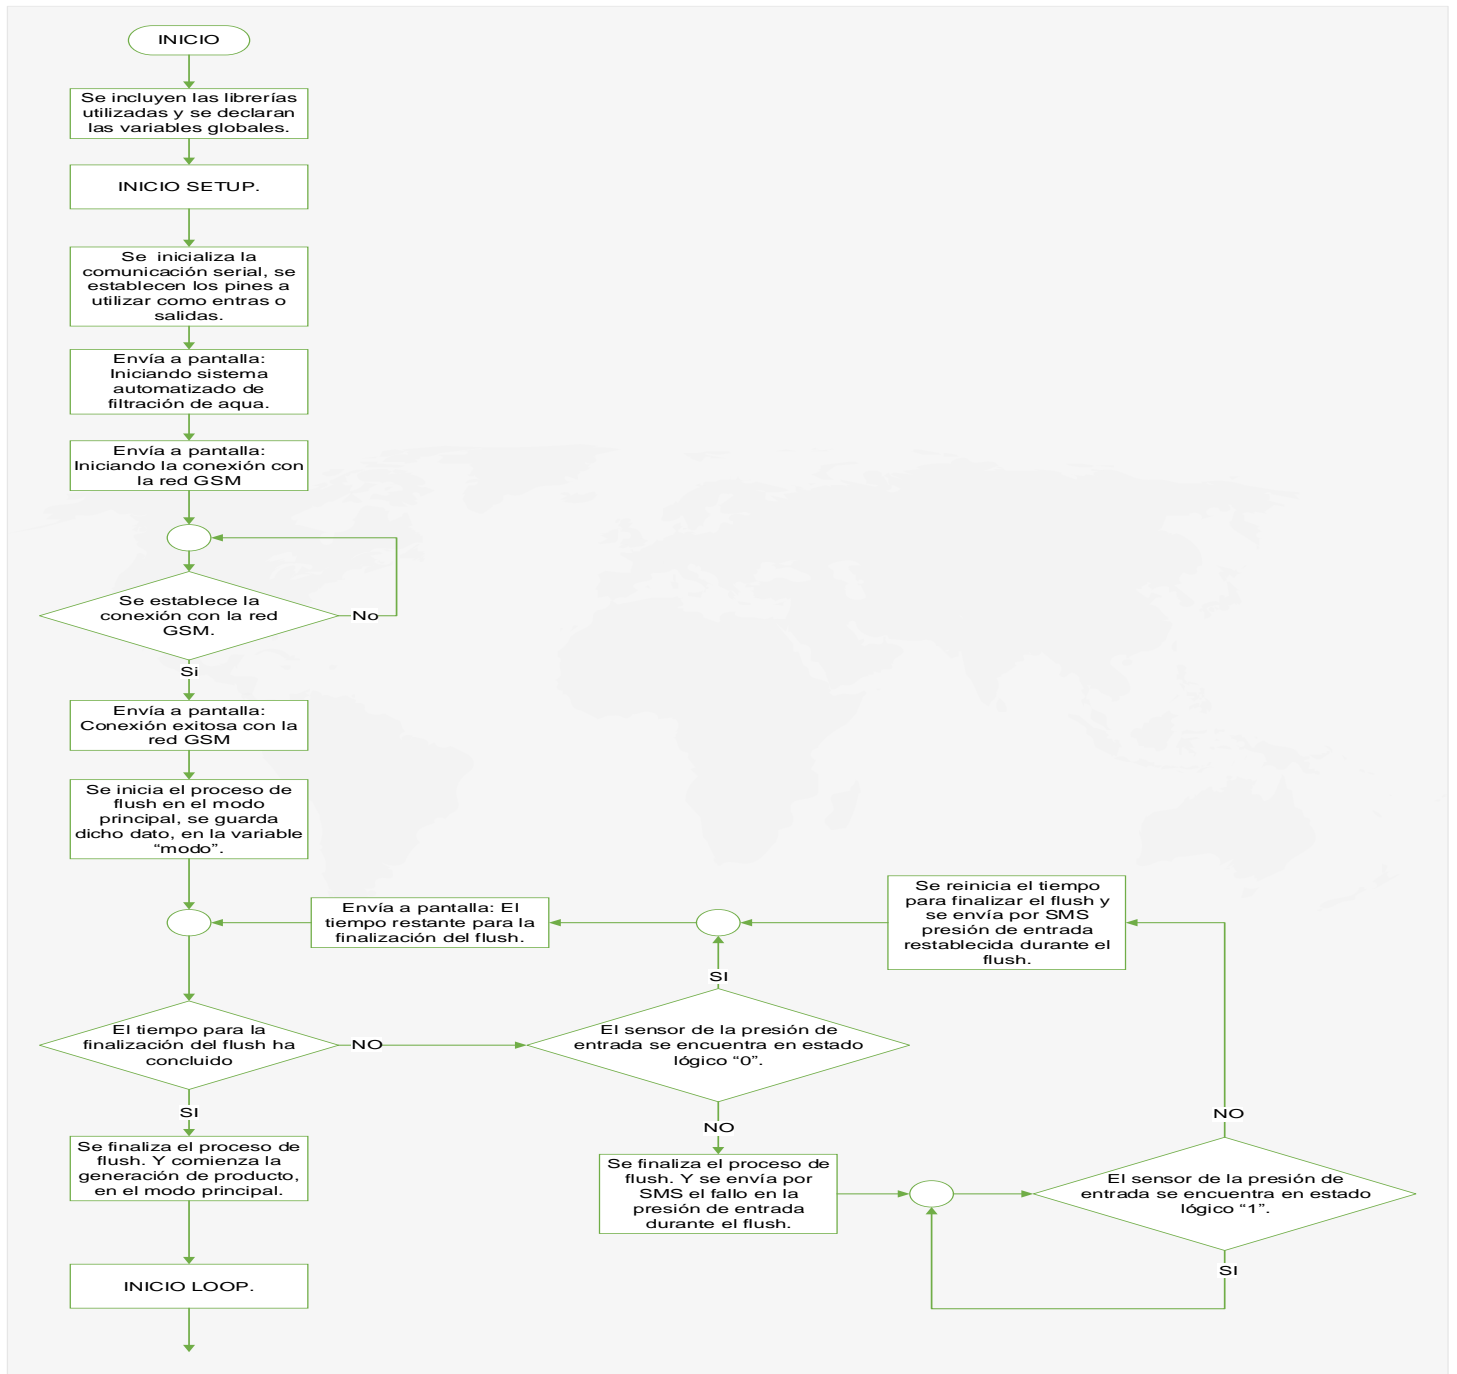 INICIO
Se incluyen las librerías
utilizadas y se declaran
las variables globales.
INICIO SETUP.
Se inicializa la
comunicación serial, se
establecen los pines a
utilizar como entras o
salidas.
Envía a pantalla:
Iniciando sistema
automatizado de
filtración de aqua.
Envía a pantalla:
Iniciando la conexión con
la red GSM
Se establece la
conexión con la red
GSM.
No
Si
Envía a pantalla:
Conexión exitosa con la
red GSM
Se inicia el proceso de
flush en el modo
principal, se guarda
dicho dato, en la variable
“modo”.
Envía a pantalla: El
tiempo restante para la
finalización del flush.
Se reinicia el tiempo
para finalizar el flush y
se envía por SMS
presión de entrada
restablecida durante el
flush.
SI
El tiempo para la
finalización del flush ha
concluido
NO
El sensor de la presión de
entrada se encuentra en estado
lógico “0”.
SI
NO
NO
Se finaliza el proceso de
flush. Y comienza la
generación de producto,
en el modo principal.
Se finaliza el proceso de
flush. Y se envía por
SMS el fallo en la
presión de entrada
durante el flush.
El sensor de la presión de
entrada se encuentra en estado
lógico “1”.
SI
INICIO LOOP.